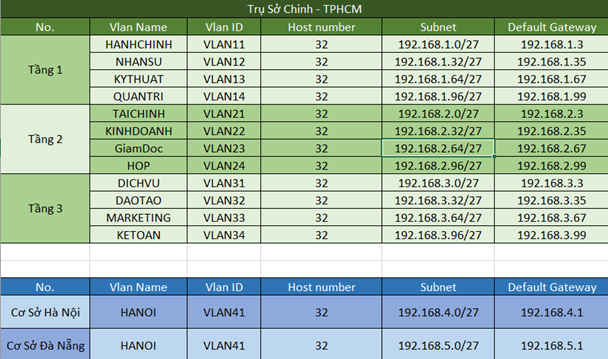 Trụ Sở Chinh - TPHCM
No. Vlan Name Vlan ID Host number Subnet Default Gateway
Tầng 1
HANHCHINH VLAN11 32 192.168.1.0/27 192.168.1.3
NHANSU VLAN12 32 192.168.1.32/27 192.168.1.35
KYTHUAT VLAN13 32 192.168.1.64/27 192.168.1.67
QUANTRI VLAN14 32 192.168.1.96/27 192.168.1.99
Tầng 2
TAICHINH VLAN21 32 192.168.2.0/27 192.168.2.3
KINHDOANH VLAN22 32 192.168.2.32/27 192.168.2.35
GiamDoc VLAN23 32 192.168.2.64/27 192.168.2.67
HOP VLAN24 32 192.168.2.96/27 192.168.2.99
Tầng 3
DICHVU VLAN31 32 192.168.3.0/27 192.168.3.3
DAOTAO VLAN32 32 192.168.3.32/27 192.168.3.35
MARKETING VLAN33 32 192.168.3.64/27 192.168.3.67
KETOAN VLAN34 32 192.168.3.96/27 192.168.3.99
No. Vlan Name Vlan ID Host number Subnet Default Gateway
Cơ Sở Hà Nội HANOI VLAN41 32 192.168.4.0/27 192.168.4.1
Cơ Sở Đà Nẵng HANOI VLAN41 32 192.168.5.0/27 192.168.5.1